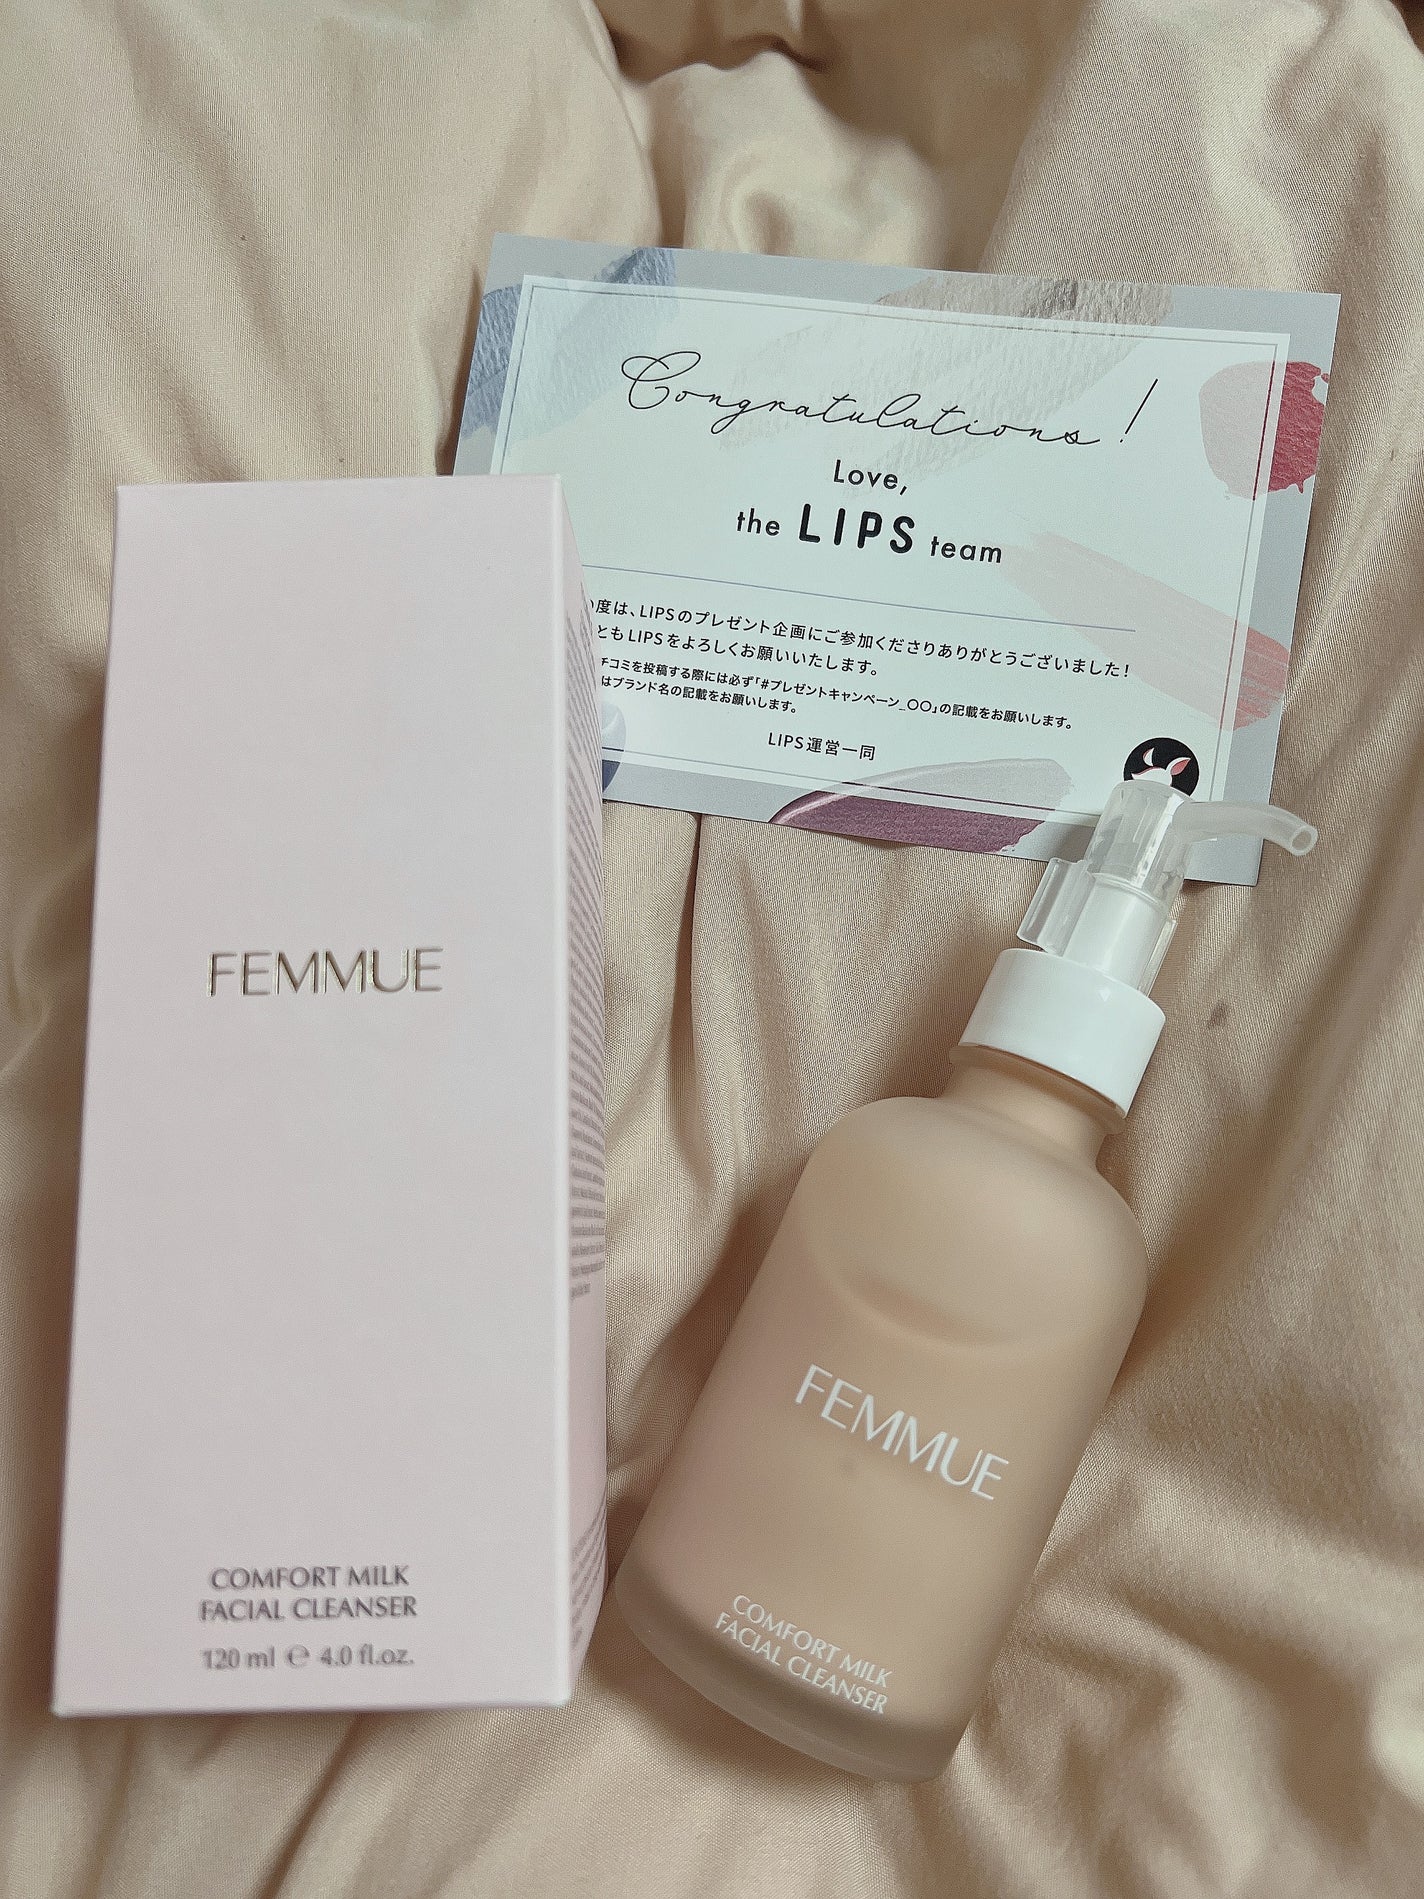 Congratulations!
Love,
the LIPS team
度は、LIPSのプレゼント企画にご参加くださりありがとうございました!
ともLIPSをよろしくお願いいたします。
チコミを投稿する際には必ず「#プレゼントキャンペーン_〇〇」の記載をお願いします。
はブランド名の記載をお願いします。
LIPS運営一同
FEMMUE
COMFORT MILK
FACIAL CLEANSER
120 ml ℮ 4.0 fl.oz.
FEMMUE
COMFORT MILK
FACIAL CLEANSER